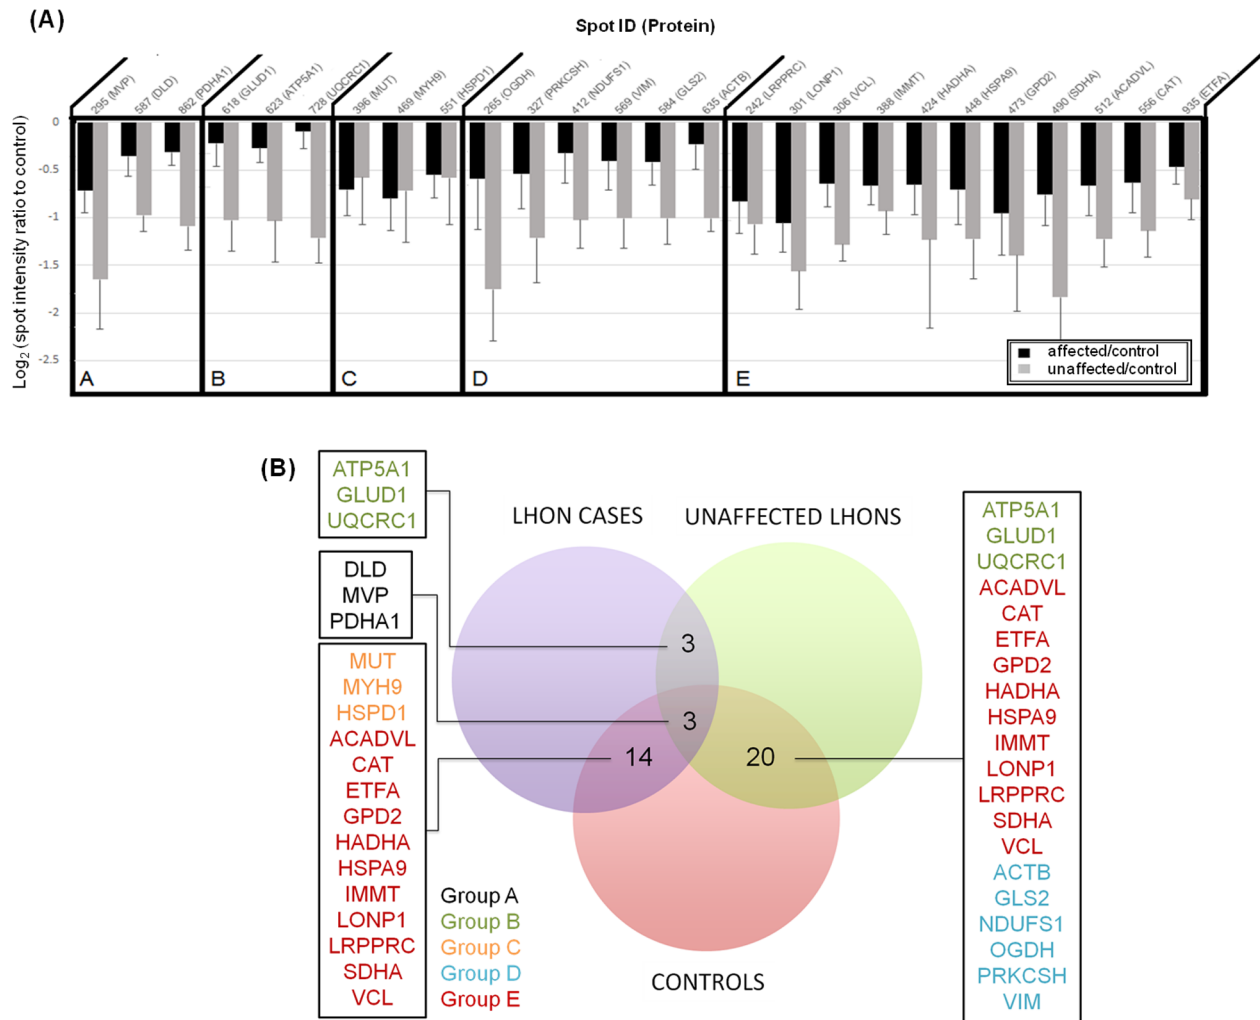 (A)
Spot ID (Protein)
295 (MVP)
587 (DLD)
862 (PDHA1)
618 (GLUD1)
623 (ATP5A1)
728 (UQCRC1)
396 (MUT)
469 (MYH9)
551 (HSPD1)
265 (OGDH)
327 (PRKCSH)
412 (NDUFS1)
569 (VIM)
584 (GLS2)
635 (ACTB)
242 (LRPPRC)
301 (LONP1)
306 (VCL)
388 (IMMT)
424 (HADHA)
448 (HSPA9)
473 (GPD2)
490 (SDHA)
512 (ACADVL)
556 (CAT)
935 (ETFA)
Log2 (spot intensity ratio to control)
0
-0.5
-1
-1.5
-2
-2.5
A
B
C
D
E
affected/control
unaffected/control
(B)
ATP5A1
GLUD1
UQCRC1
DLD
MVP
PDHA1
MUT
MYH9
HSPD1
ACADVL
CAT
ETFA
GPD2
HADHA
HSPA9
IMMT
LONP1
LRPPRC
SDHA
VCL
LHON CASES
UNAFFECTED LHONS
3
3
14
20
CONTROLS
Group A
Group B
Group C
Group D
Group E
ATP5A1
GLUD1
UQCRC1
ACADVL
CAT
ETFA
GPD2
HADHA
HSPA9
IMMT
LONP1
LRPPRC
SDHA
VCL
ACTB
GLS2
NDUFS1
OGDH
PRKCSH
VIM